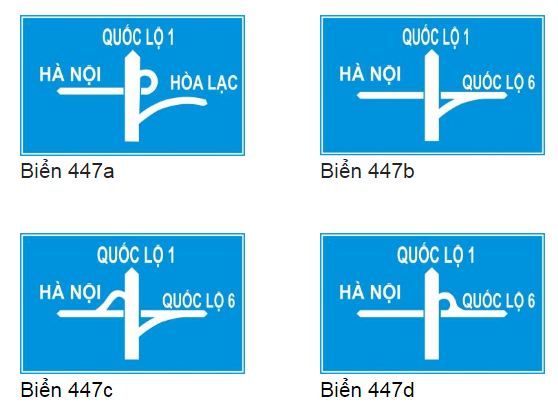 QUỐC LỘ 1
HÀ NỘI
HÒA LẠC
Biển 447a
QUỐC LỘ 1
HÀ NỘI
QUỐC LỘ 6
Biển 447b
QUỐC LỘ 1
HÀ NỘI
QUỐC LỘ 6
Biển 447c
QUỐC LỘ 1
HÀ NỘI
QUỐC LỘ 6
Biển 447d